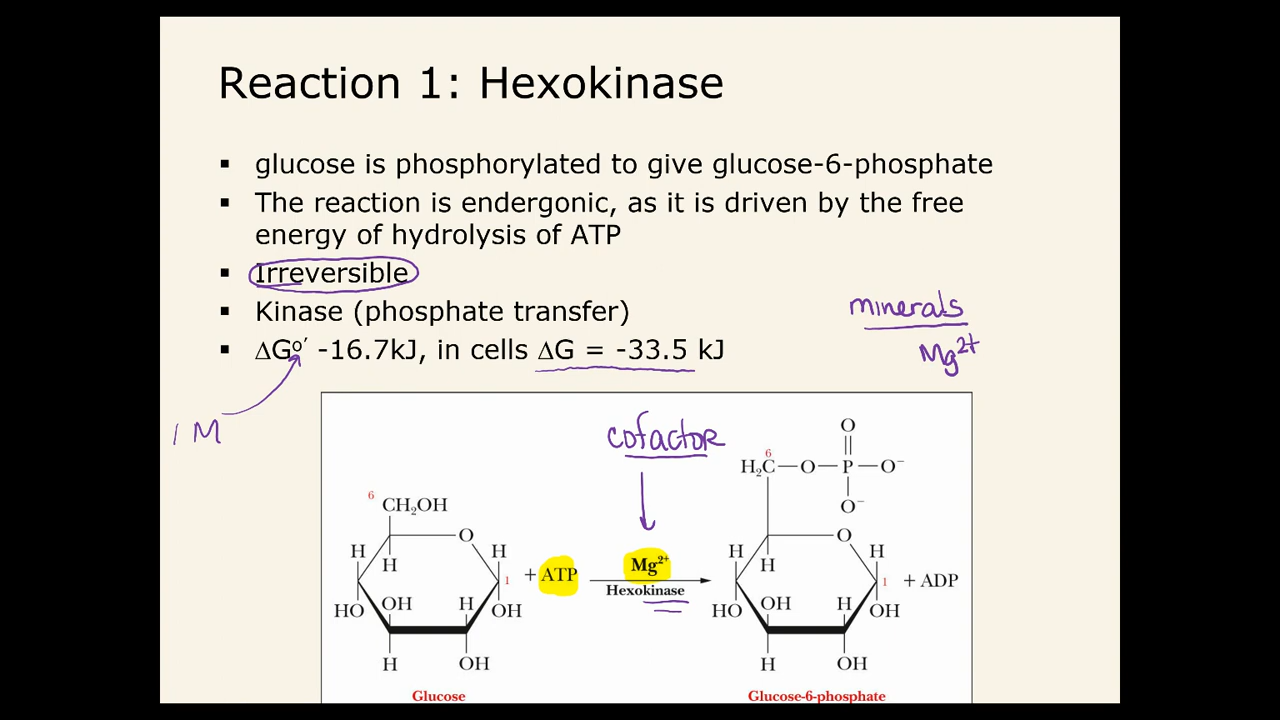 Reaction 1: Hexokinase
▪ glucose is phosphorylated to give glucose-6-phosphate
▪ The reaction is endergonic, as it is driven by the free
energy of hydrolysis of ATP
▪ Irreversible
▪ Kinase (phosphate transfer)
minerals
▪ ΔGº′ -16.7kJ, in cells ΔG = -33.5 kJ
Mg²⁺
1 M
cofactor
O
6
H₂C—O—P—O⁻
O⁻
6
CH₂OH
O
H
H
H
HO
OH
H
1
OH
H
OH
+ ATP
Mg²⁺
Hexokinase
O
H
H
H
HO
OH
H
1
OH
H
OH
+ ADP
Glucose
Glucose-6-phosphate